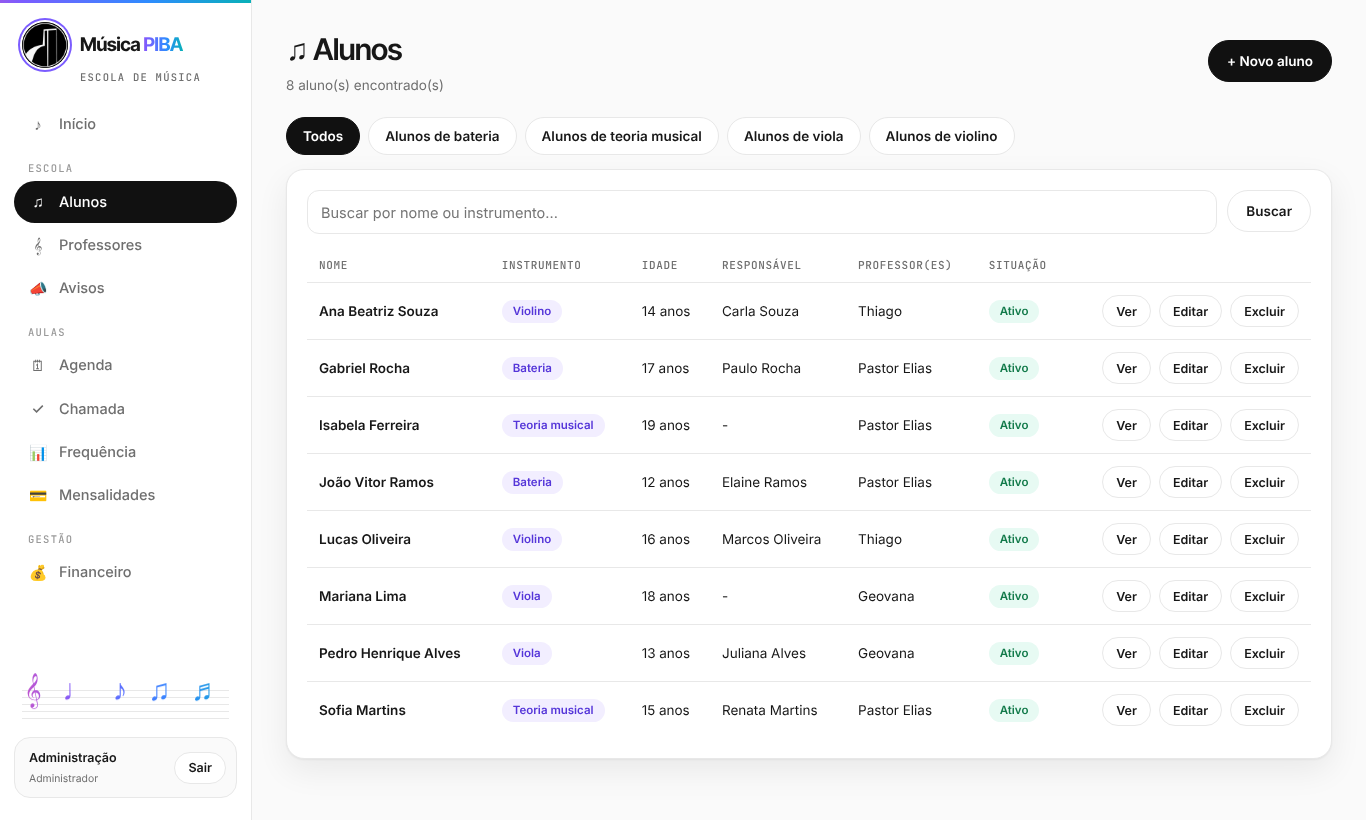 Música PIBA
ESCOLA DE MÚSICA
Início
ESCOLA
Alunos
Professores
Avisos
AULAS
Agenda
Chamada
Frequência
Mensalidades
GESTÃO
Financeiro
Administração
Administrador
Sair
Alunos
8 aluno(s) encontrado(s)
+ Novo aluno
Todos Alunos de bateria Alunos de teoria musical Alunos de viola Alunos de violino
Buscar por nome ou instrumento... Buscar
NOME INSTRUMENTO IDADE RESPONSÁVEL PROFESSOR(ES) SITUAÇÃO
Ana Beatriz Souza Violino 14 anos Carla Souza Thiago Ativo Ver Editar Excluir
Gabriel Rocha Bateria 17 anos Paulo Rocha Pastor Elias Ativo Ver Editar Excluir
Isabela Ferreira Teoria musical 19 anos - Pastor Elias Ativo Ver Editar Excluir
João Vitor Ramos Bateria 12 anos Elaine Ramos Pastor Elias Ativo Ver Editar Excluir
Lucas Oliveira Violino 16 anos Marcos Oliveira Thiago Ativo Ver Editar Excluir
Mariana Lima Viola 18 anos - Geovana Ativo Ver Editar Excluir
Pedro Henrique Alves Viola 13 anos Juliana Alves Geovana Ativo Ver Editar Excluir
Sofia Martins Teoria musical 15 anos Renata Martins Pastor Elias Ativo Ver Editar Excluir